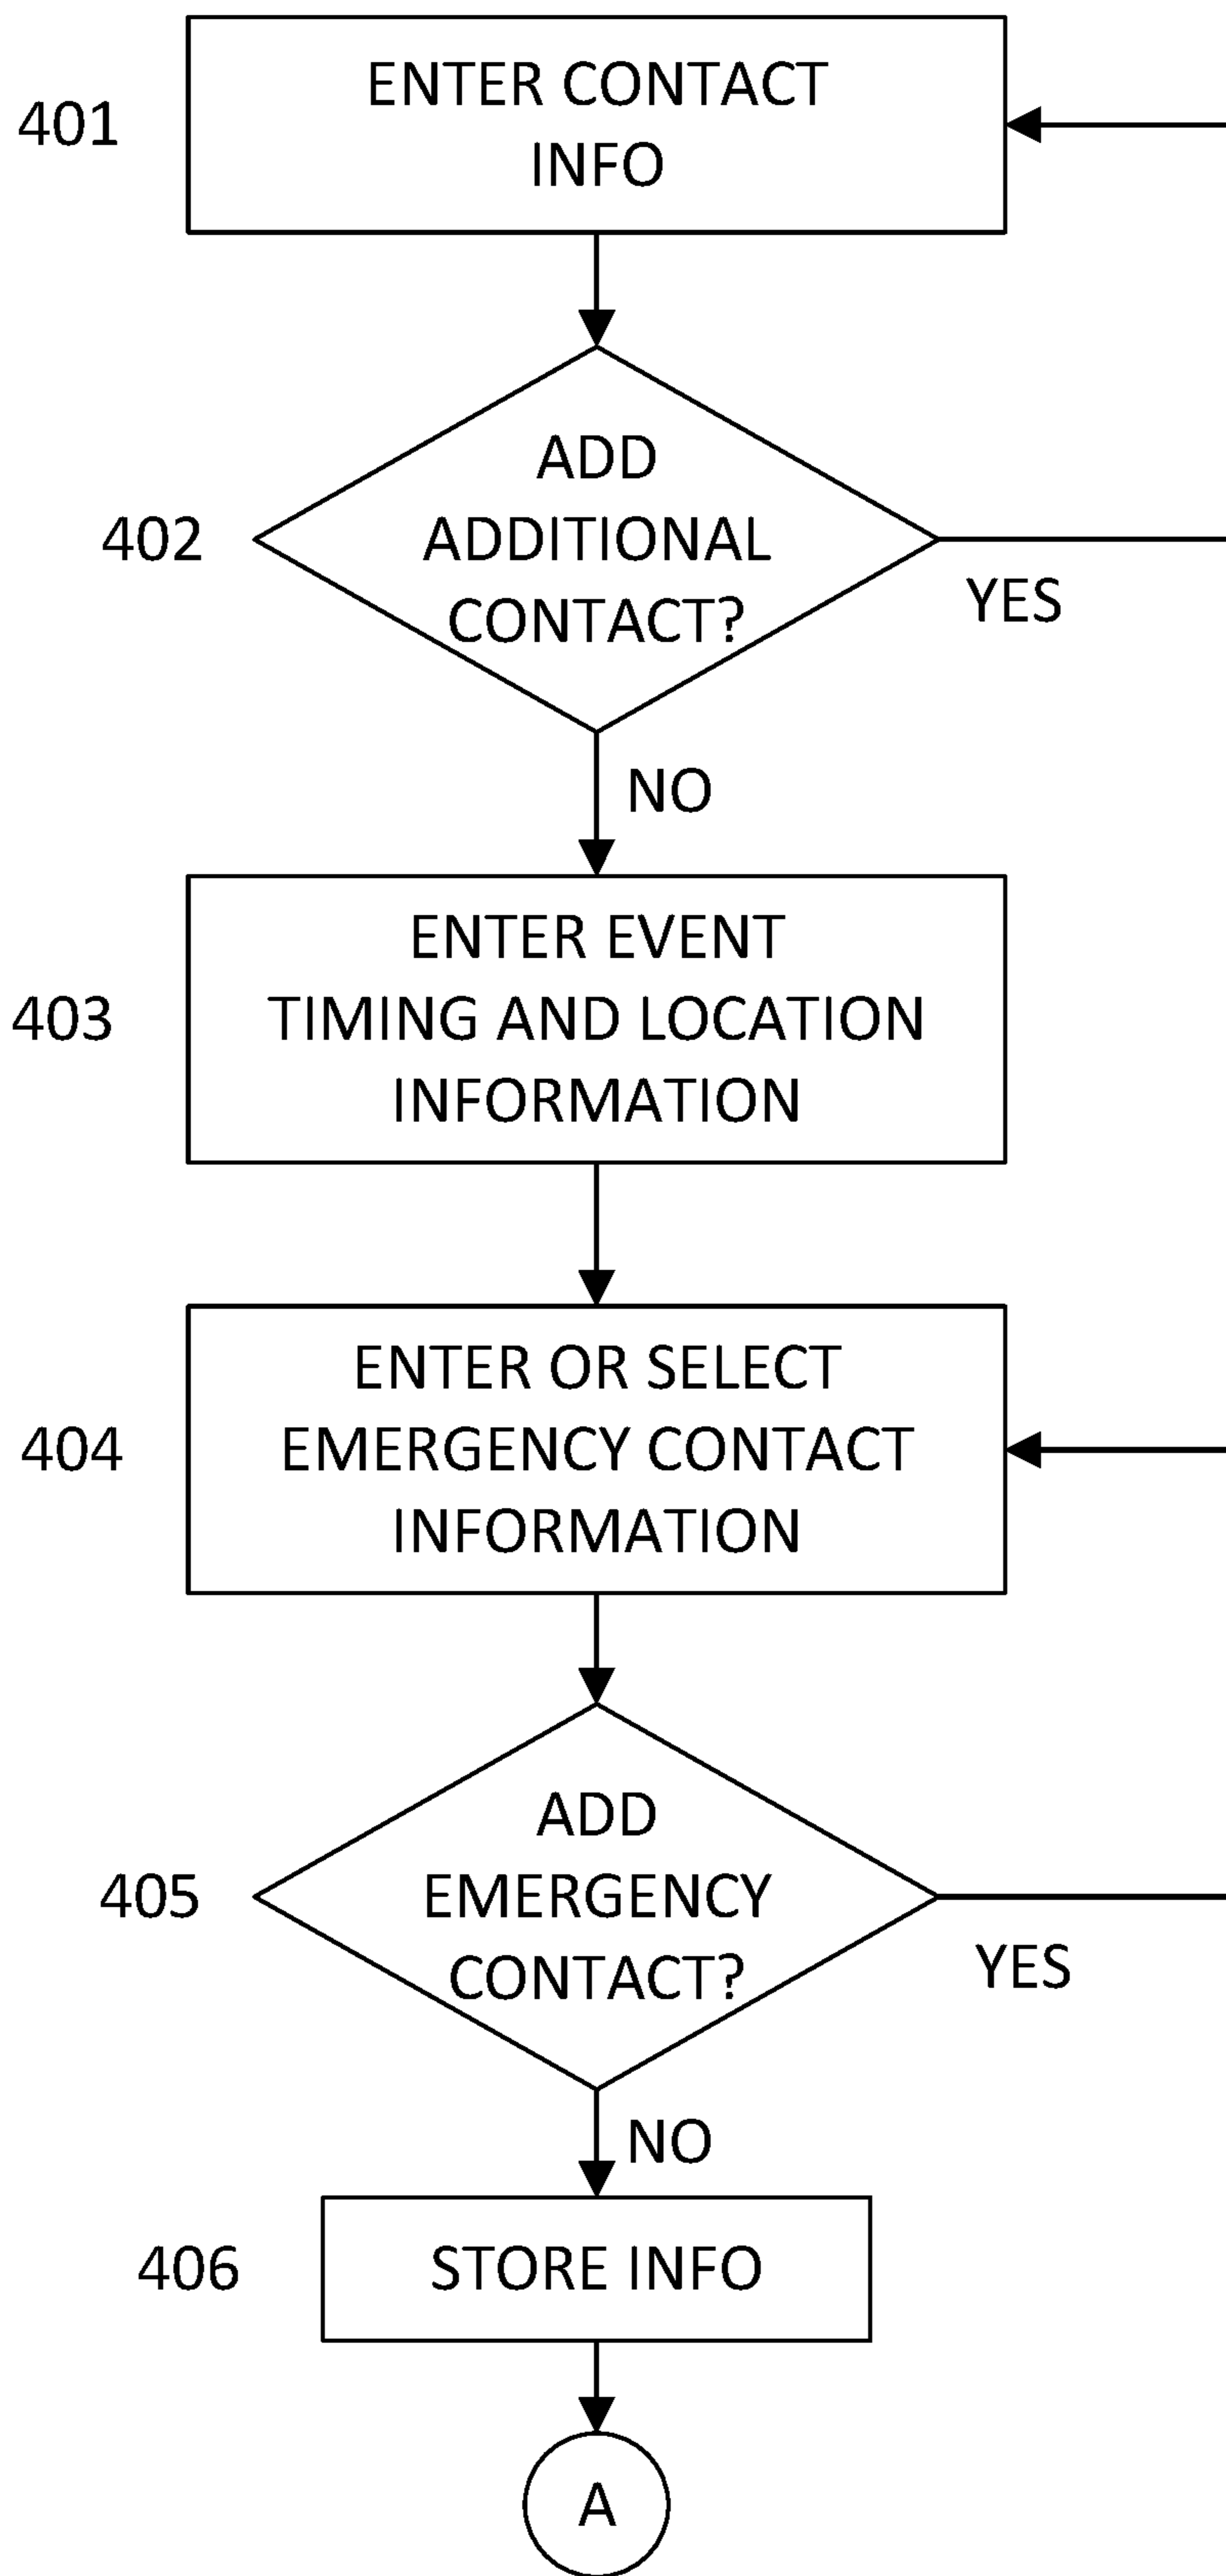 ENTER CONTACT
INFO
401
ADD
ADDITIONAL
CONTACT?
402
YES
NO
ENTER EVENT
TIMING AND LOCATION
INFORMATION
403
ENTER OR SELECT
EMERGENCY CONTACT
INFORMATION
404
ADD
EMERGENCY
CONTACT?
405
YES
NO
STORE INFO
406
A